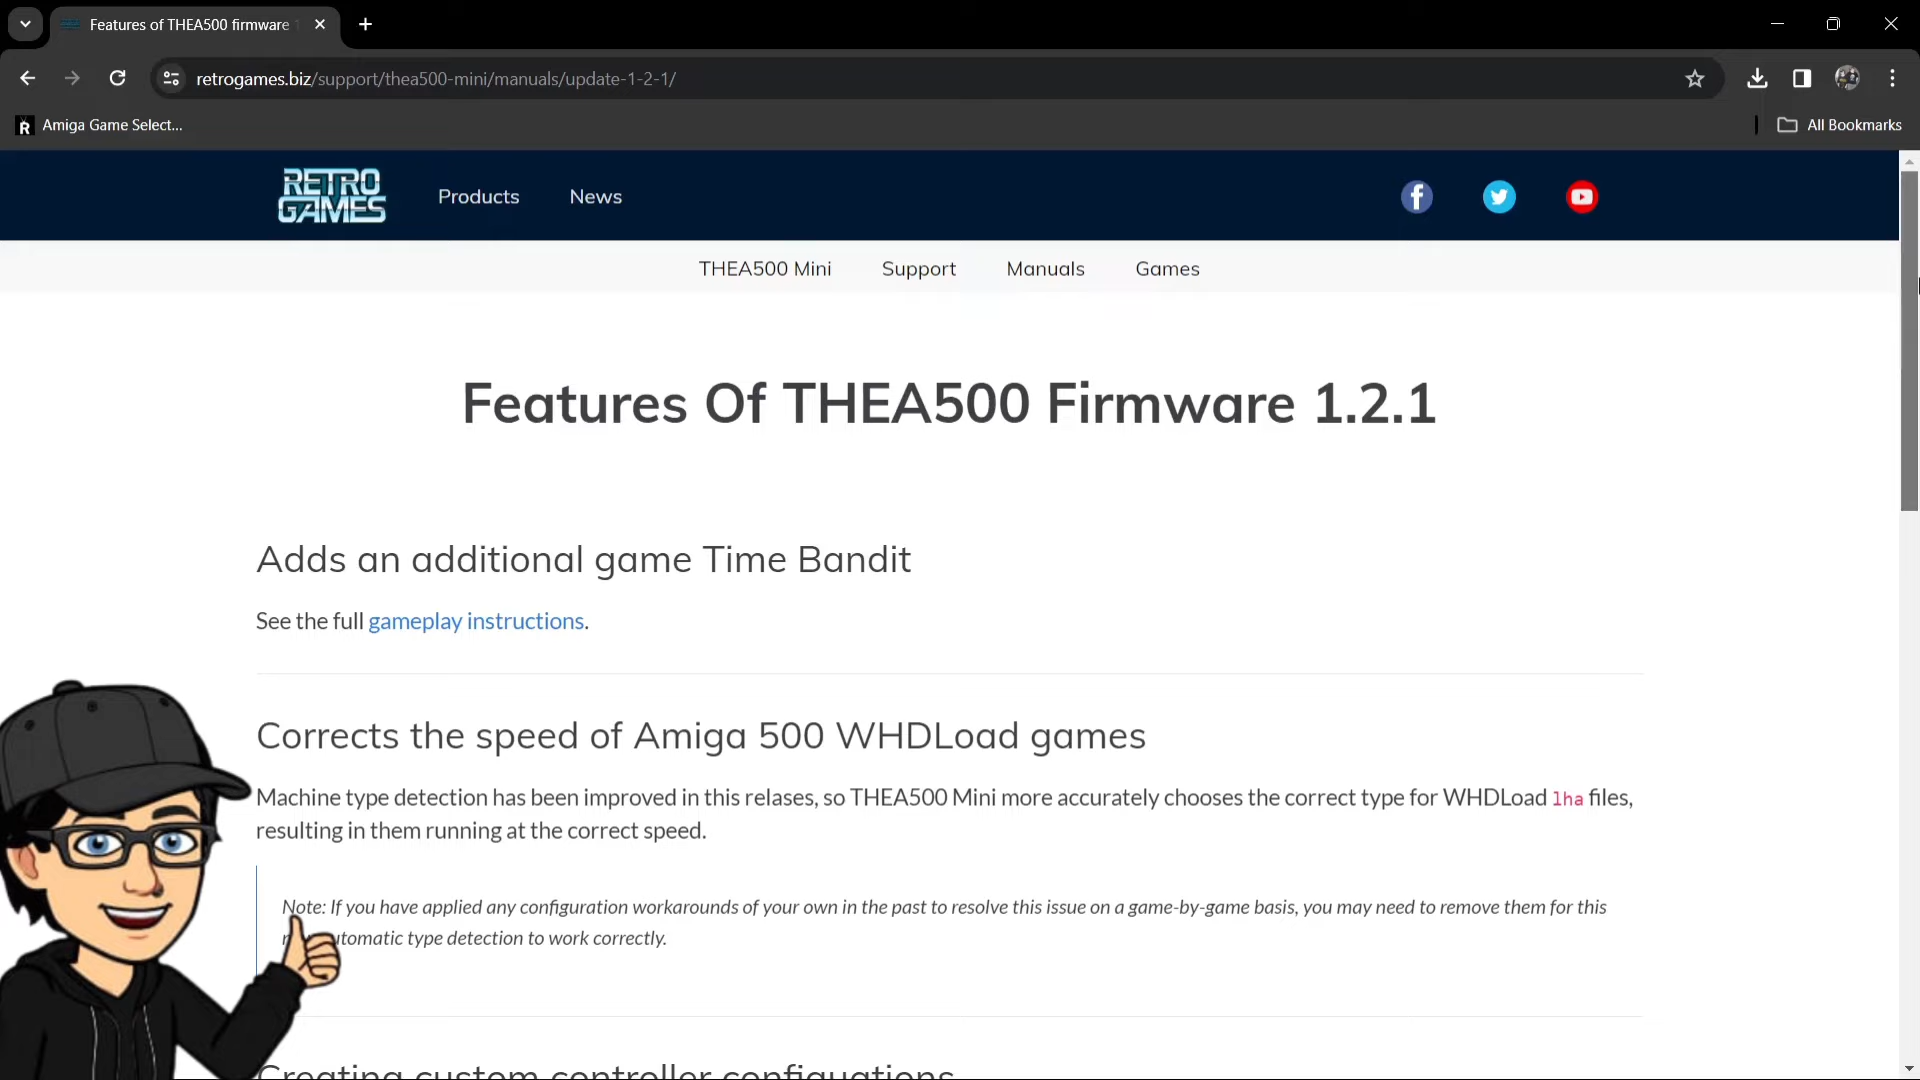 Features of THEA500 firmware
retrogames.biz/support/thea500-mini/manuals/update-1-2-1/
R Amiga Game Select...
All Bookmarks
RETRO
GAMES
Products
News
THEA500 Mini
Support
Manuals
Games
Features Of THEA500 Firmware 1.2.1
Adds an additional game Time Bandit
See the full gameplay instructions.
Corrects the speed of Amiga 500 WHDLoad games
Machine type detection has been improved in this relases, so THEA500 Mini more accurately chooses the correct type for WHDLoad lha files,
resulting in them running at the correct speed.
Note: If you have applied any configuration workarounds of your own in the past to resolve this issue on a game-by-game basis, you may need to remove them for this
type detection to work correctly.
Creating custom controller configuations